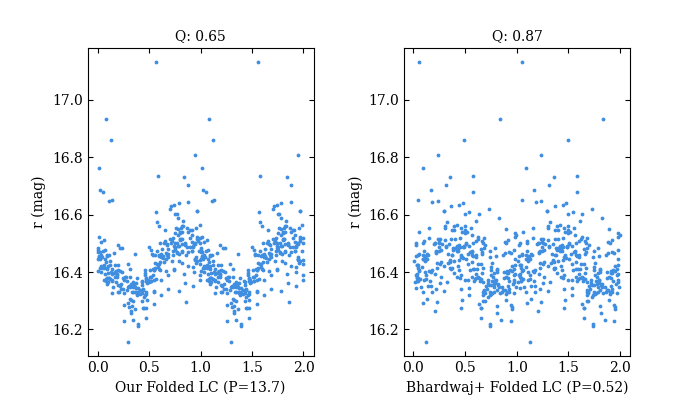 Q: 0.65
r (mag)
17.0
16.8
16.6
16.4
16.2
0.0 0.5 1.0 1.5 2.0
Our Folded LC (P=13.7)
Q: 0.87
r (mag)
17.0
16.8
16.6
16.4
16.2
0.0 0.5 1.0 1.5 2.0
Bhardwaj+ Folded LC (P=0.52)